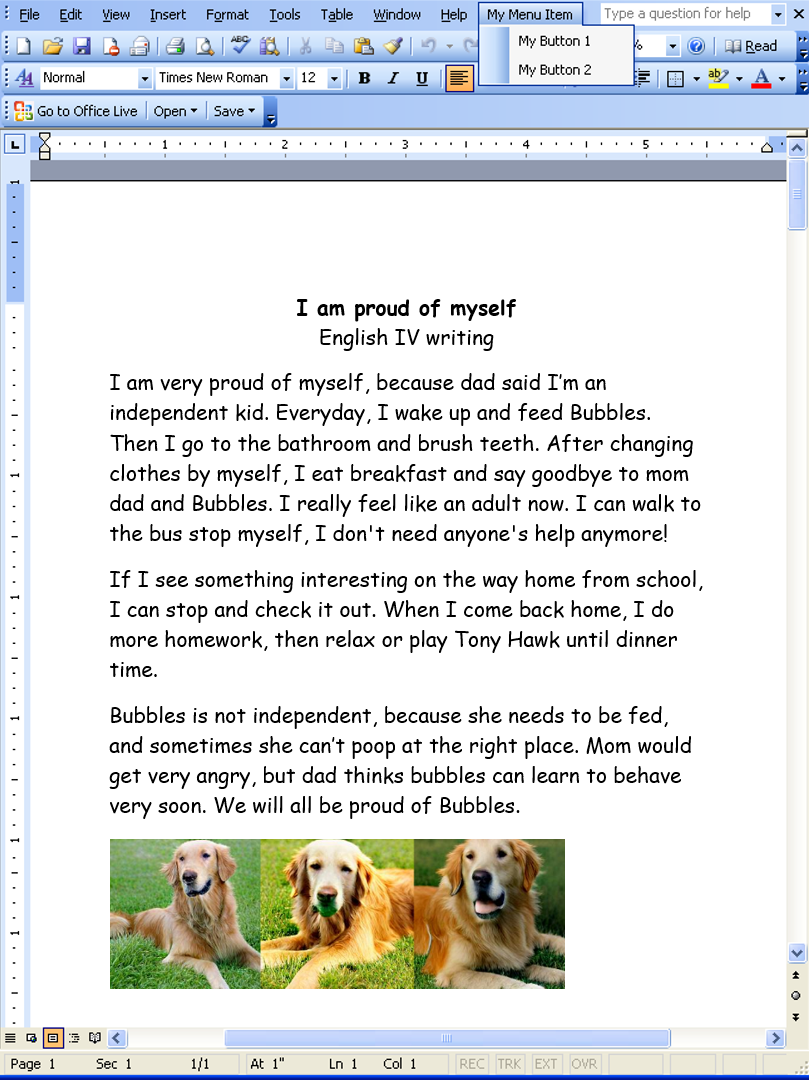 File Edit View Insert Format Tools Table Window Help My Menu Item Type a question for help
My Button 1
My Button 2
% Read
Normal Times New Roman 12 B I U
Go to Office Live Open Save
1 2 3 4 5
I am proud of myself
English IV writing
I am very proud of myself, because dad said I’m an
independent kid. Everyday, I wake up and feed Bubbles.
Then I go to the bathroom and brush teeth. After changing
clothes by myself, I eat breakfast and say goodbye to mom
dad and Bubbles. I really feel like an adult now. I can walk to
the bus stop myself, I don't need anyone's help anymore!
If I see something interesting on the way home from school,
I can stop and check it out. When I come back home, I do
more homework, then relax or play Tony Hawk until dinner
time.
Bubbles is not independent, because she needs to be fed,
and sometimes she can’t poop at the right place. Mom would
get very angry, but dad thinks bubbles can learn to behave
very soon. We will all be proud of Bubbles.
Page 1 Sec 1 1/1 At 1" Ln 1 Col 1 REC TRK EXT OVR